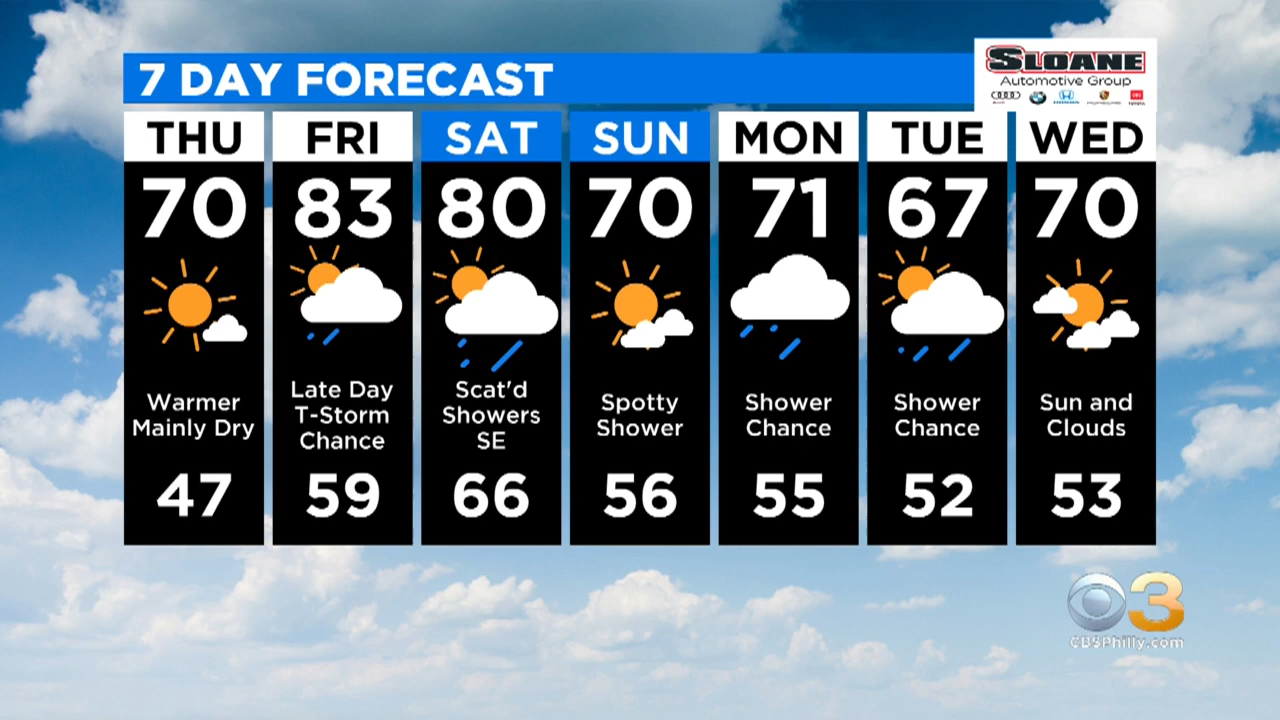 7 DAY FORECAST
SLOANE
Automotive Group
THU
70
Warmer
Mainly Dry
47
FRI
83
Late Day
T-Storm
Chance
59
SAT
80
Scat'd
Showers
SE
66
SUN
70
Spotty
Shower
56
MON
71
Shower
Chance
55
TUE
67
Shower
Chance
52
WED
70
Sun and
Clouds
53
3
CBSPhilly.com